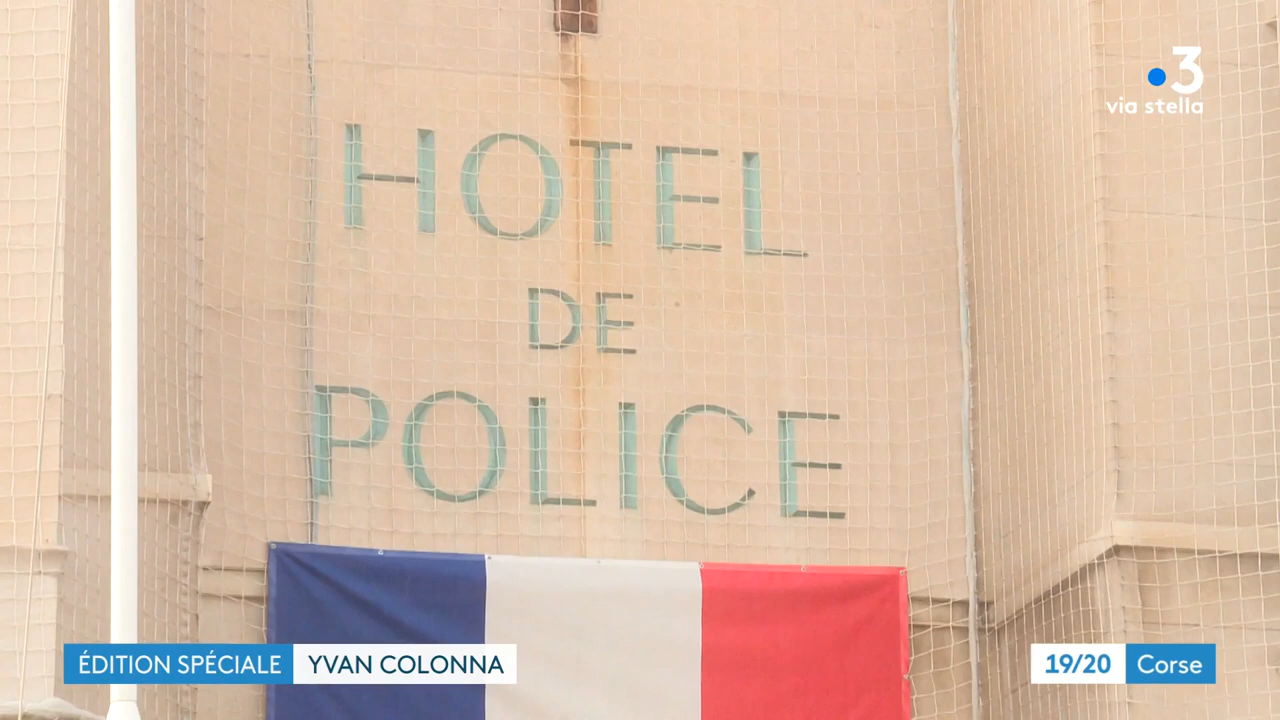 3
via stella
HOTEL
DE
POLICE
ÉDITION SPÉCIALE YVAN COLONNA
19/20 Corse